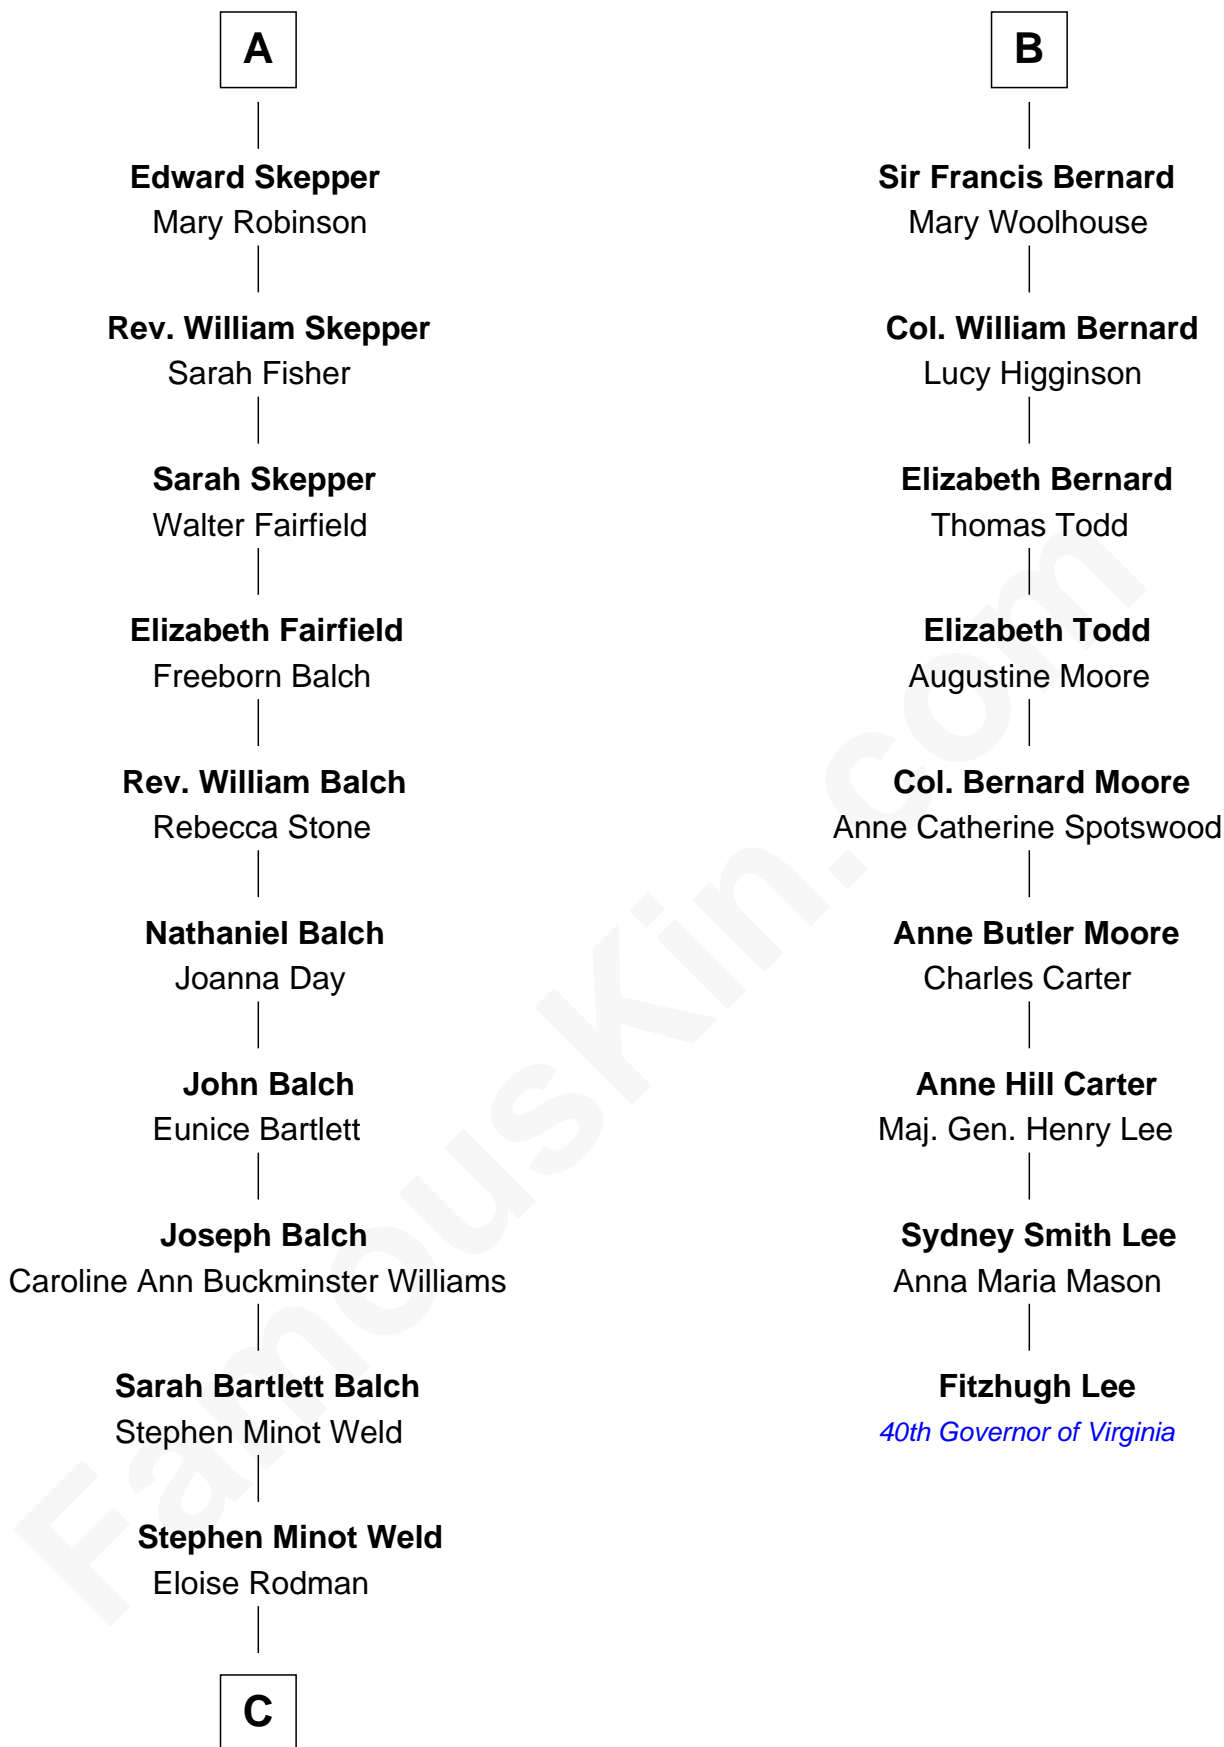 A
Edward Skepper
Mary Robinson
Rev. William Skepper
Sarah Fisher
Sarah Skepper
Walter Fairfield
Elizabeth Fairfield
Freeborn Balch
Rev. William Balch
Rebecca Stone
Nathaniel Balch
Joanna Day
John Balch
Eunice Bartlett
Joseph Balch
Caroline Ann Buckminster Williams
Sarah Bartlett Balch
Stephen Minot Weld
Stephen Minot Weld
Eloise Rodman
C
B
Sir Francis Bernard
Mary Woolhouse
Col. William Bernard
Lucy Higginson
Elizabeth Bernard
Thomas Todd
Elizabeth Todd
Augustine Moore
Col. Bernard Moore
Anne Catherine Spotswood
Anne Butler Moore
Charles Carter
Anne Hill Carter
Maj. Gen. Henry Lee
Sydney Smith Lee
Anna Maria Mason
Fitzhugh Lee
40th Governor of Virginia
FamousKin.com